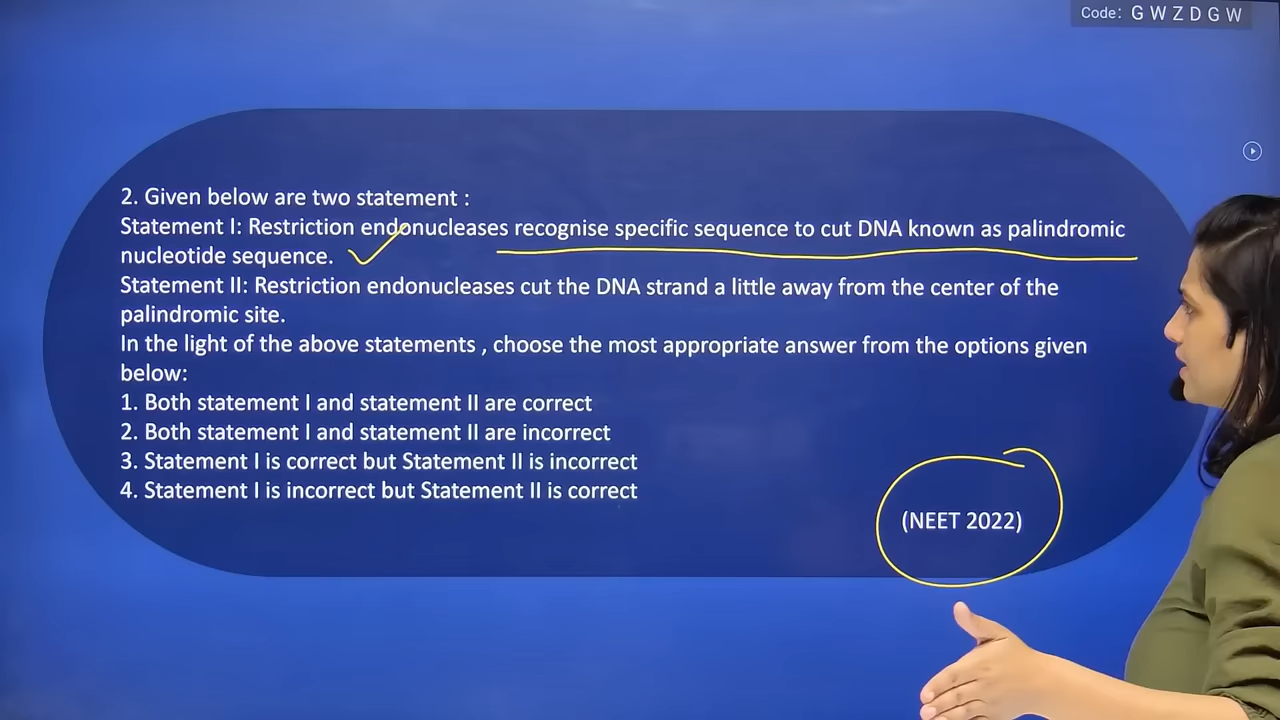 Code: G W Z D G W
2. Given below are two statement :
Statement I: Restriction endonucleases recognise specific sequence to cut DNA known as palindromic
nucleotide sequence.
Statement II: Restriction endonucleases cut the DNA strand a little away from the center of the
palindromic site.
In the light of the above statements , choose the most appropriate answer from the options given
below:
1. Both statement I and statement II are correct
2. Both statement I and statement II are incorrect
3. Statement I is correct but Statement II is incorrect
4. Statement I is incorrect but Statement II is correct
(NEET 2022)